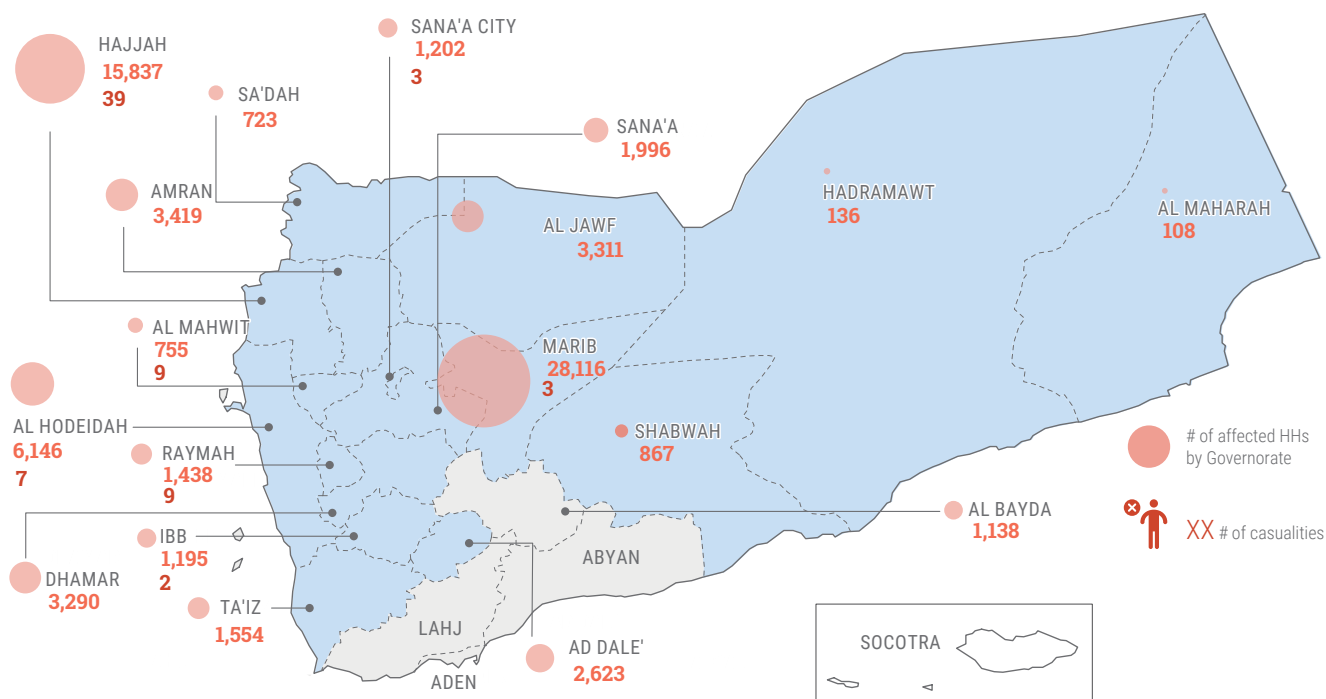 HAJJAH
15,837
39
SANA'A CITY
1,202
3
SA'DAH
723
SANA'A
1,996
AMRAN
3,419
HADRAMAWT
136
AL MAHARAH
108
AL JAWF
3,311
AL MAHWIT
755
9
MARIB
28,116
3
AL HODEIDAH
6,146
7
RAYMAH
1,438
9
SHABWAH
867
# of affected HHs
by Governorate
AL BAYDA
1,138
XX # of casualities
IBB
1,195
2
DHAMAR
3,290
ABYAN
TA'IZ
1,554
LAHJ
AD DALE'
2,623
ADEN
SOCOTRA